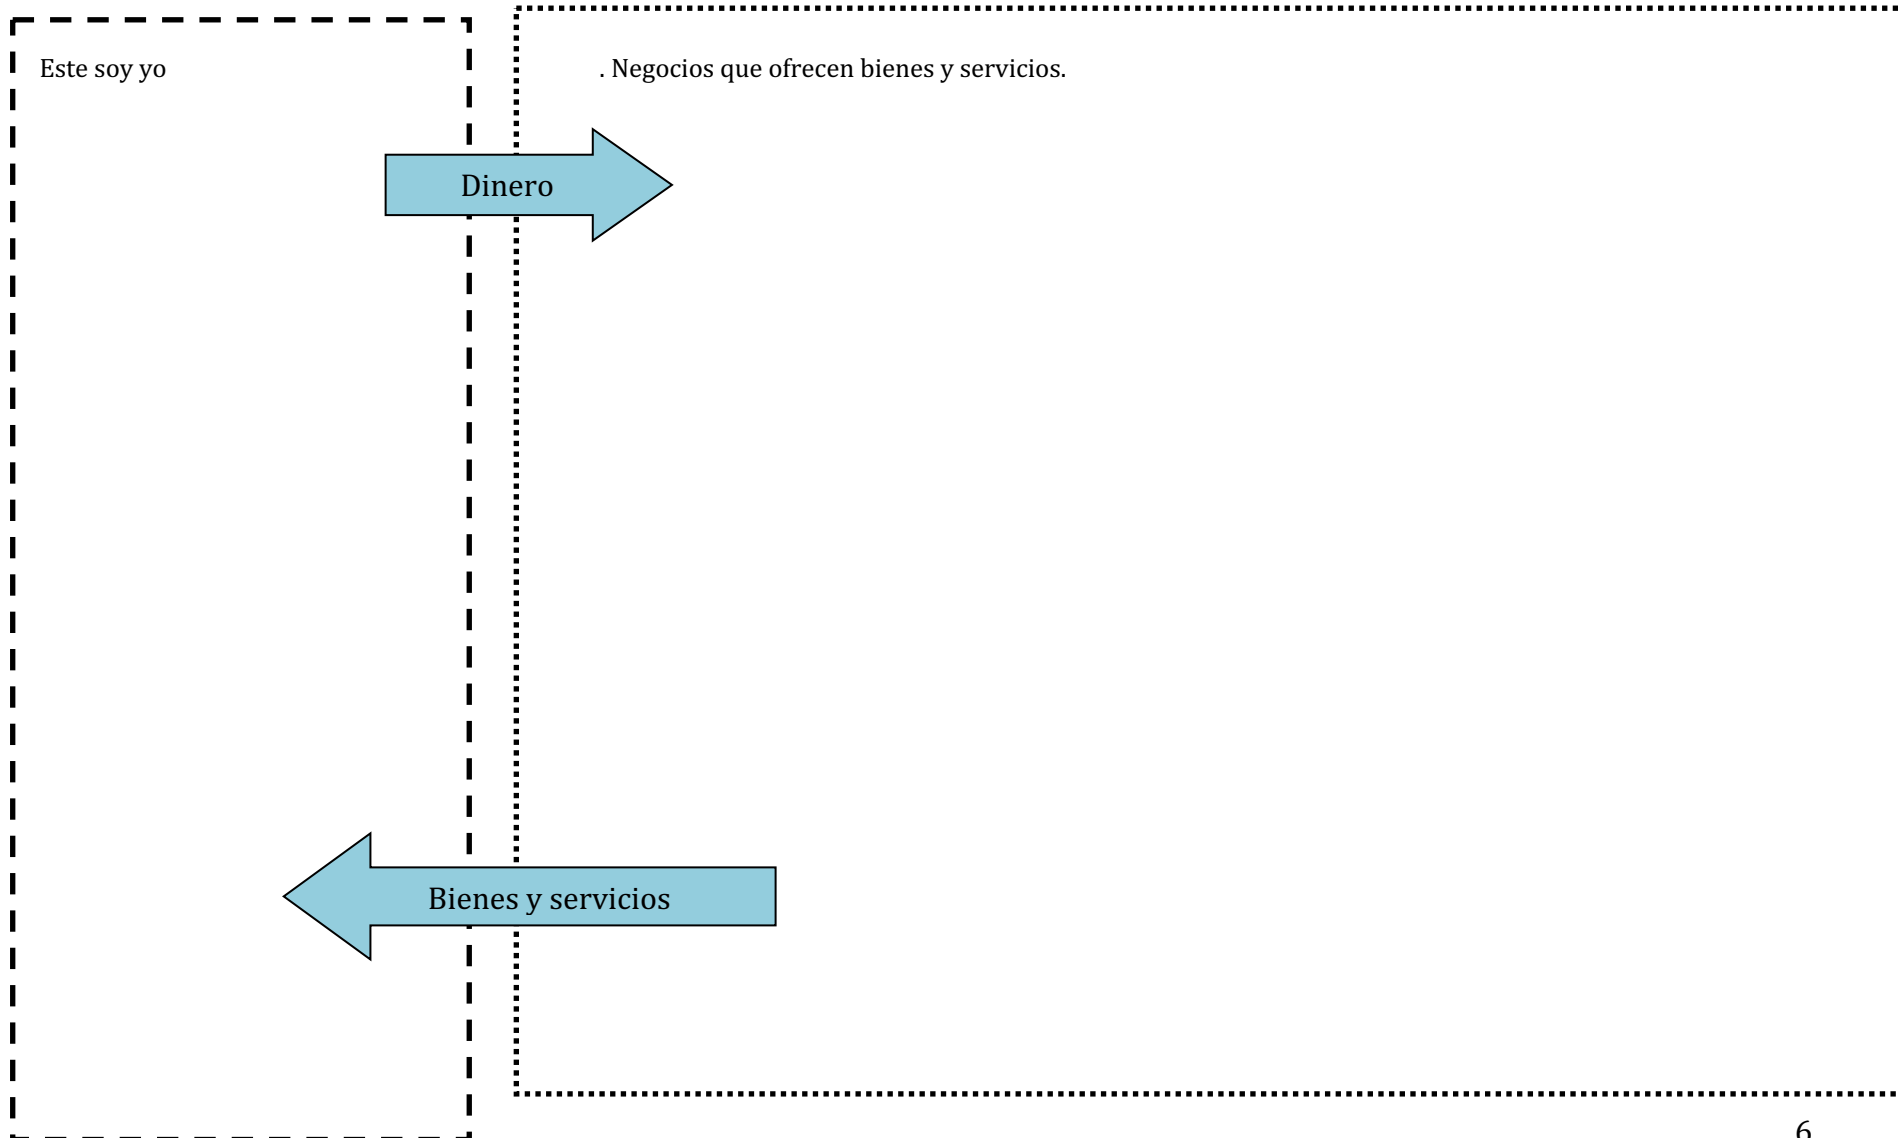 Este soy yo
. Negocios que ofrecen bienes y servicios.
Dinero
Bienes y servicios
6